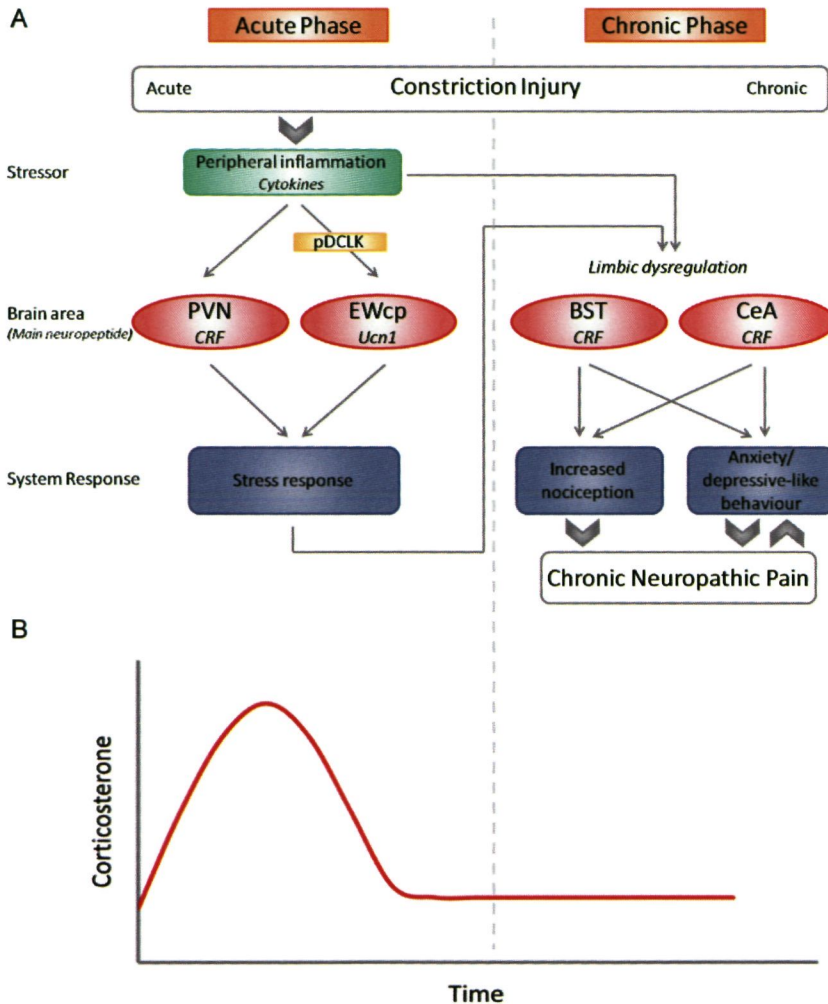 A
Acute Phase
Chronic Phase
Acute
Constriction Injury
Chronic
Stressor
Peripheral inflammation
Cytokines
pDCLK
Limbic dysregulation
Brain area
(Main neuropeptide)
PVN
CRF
EWcp
Ucn1
BST
CRF
CeA
CRF
System Response
Stress response
Increased
nociception
Anxiety/
depressive-like
behaviour
Chronic Neuropathic Pain
B
Corticosterone
Time